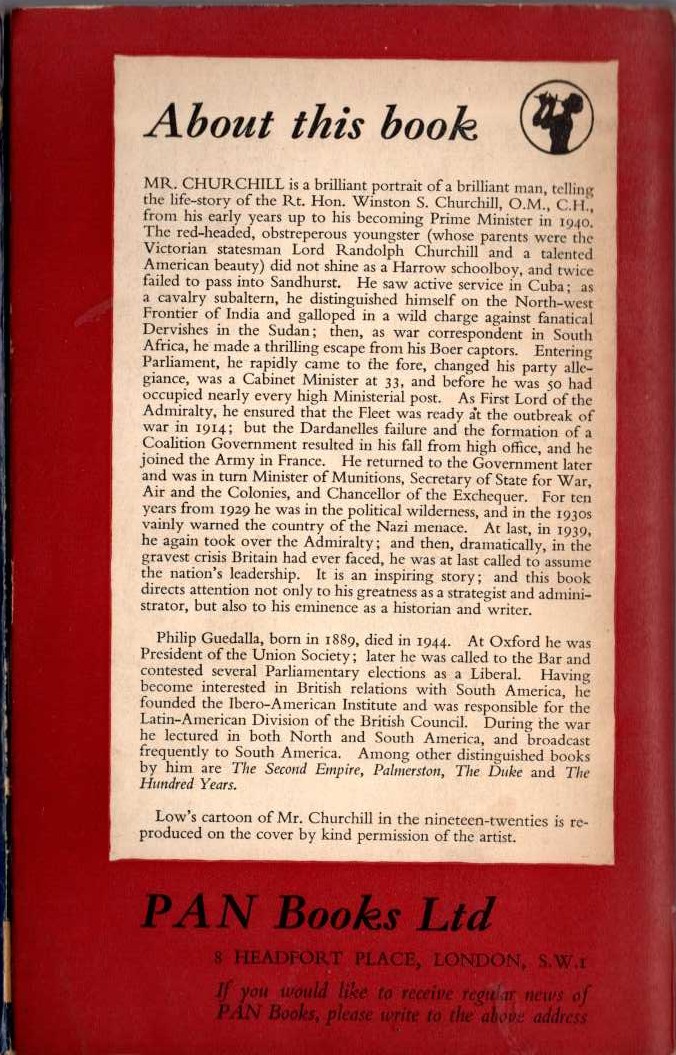 About this book
MR. CHURCHILL is a brilliant portrait of a brilliant man, telling
the life-story of the Rt. Hon. Winston S. Churchill, O.M., C.H.,
from his early years up to his becoming Prime Minister in 1940.
The red-headed, obstreperous youngster (whose parents were the
Victorian statesman Lord Randolph Churchill and a talented
American beauty) did not shine as a Harrow schoolboy, and twice
failed to pass into Sandhurst. He saw active service in Cuba; as
a cavalry subaltern, he distinguished himself on the North-west
Frontier of India and galloped in a wild charge against fanatical
Dervishes in the Sudan; then, as war correspondent in South
Africa, he made a thrilling escape from his Boer captors. Entering
Parliament, he rapidly came to the fore, changed his party alle-
giance, was a Cabinet Minister at 33, and before he was 50 had
occupied nearly every high Ministerial post. As First Lord of the
Admiralty, he ensured that the Fleet was ready at the outbreak of
war in 1914; but the Dardanelles failure and the formation of a
Coalition Government resulted in his fall from high office, and he
joined the Army in France. He returned to the Government later
and was in turn Minister of Munitions, Secretary of State for War,
Air and the Colonies, and Chancellor of the Exchequer. For ten
years from 1929 he was in the political wilderness, and in the 1930s
vainly warned the country of the Nazi menace. At last, in 1939,
he again took over the Admiralty; and then, dramatically, in the
gravest crisis Britain had ever faced, he was at last called to assume
the nation's leadership. It is an inspiring story; and this book
directs attention not only to his greatness as a strategist and admini-
strator, but also to his eminence as a historian and writer.
Philip Guedalla, born in 1889, died in 1944. At Oxford he was
President of the Union Society; later he was called to the Bar and
contested several Parliamentary elections as a Liberal. Having
become interested in British relations with South America, he
founded the Ibero-American Institute and was responsible for the
Latin-American Division of the British Council. During the war
he lectured in both North and South America, and broadcast
frequently to South America. Among other distinguished books
by him are The Second Empire, Palmerston, The Duke and The
Hundred Years.
Low's cartoon of Mr. Churchill in the nineteen-twenties is re-
produced on the cover by kind permission of the artist.
PAN Books Ltd
8 HEADFORT PLACE, LONDON, S.W.1
If you would like to receive regular news of
PAN Books, please write to the above address